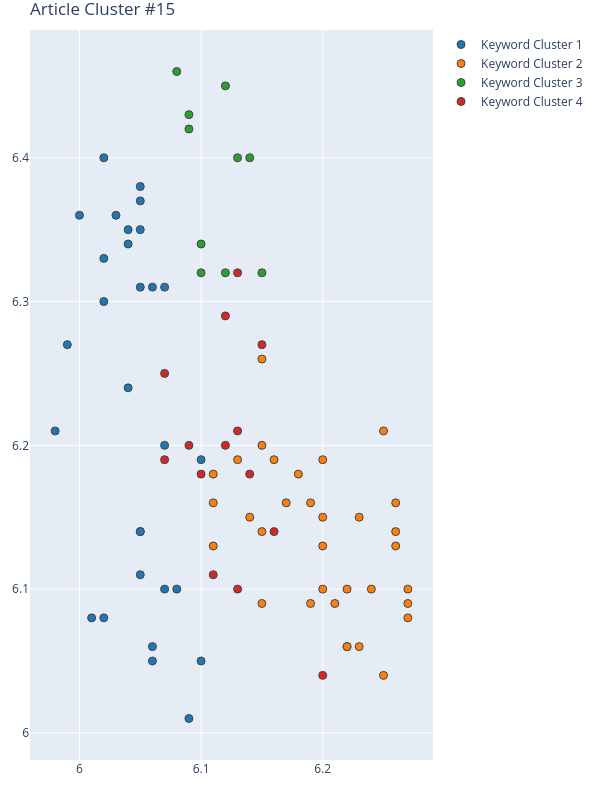 Article Cluster #15
Keyword Cluster 1
Keyword Cluster 2
Keyword Cluster 3
Keyword Cluster 4
6.4
6.3
6.2
6.1
6
6
6.1
6.2